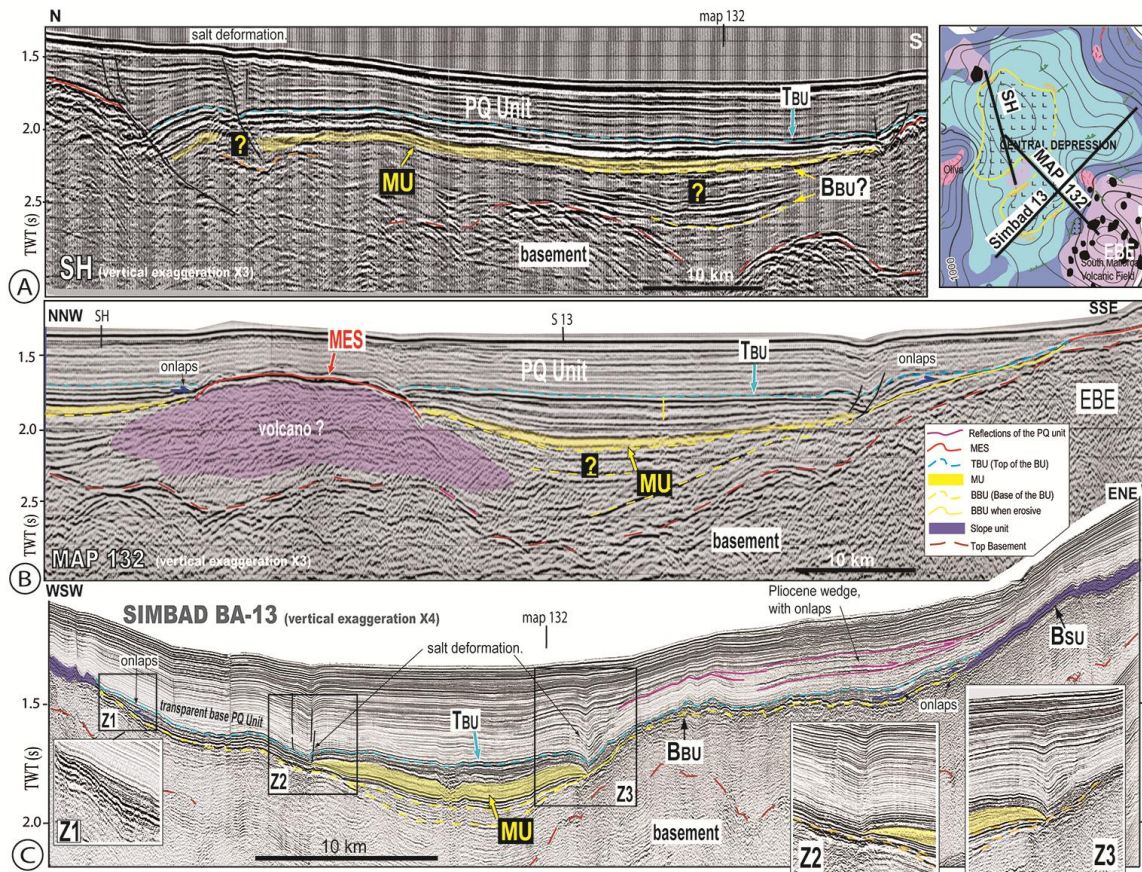 N
map 132
S
salt deformation.
1.5
PQ Unit
TBU
2.0
?
MU
?
BBU?
2.5
TWT (s)
basement
SH (vertical exaggeration X3)
10 km
A
SH
CENTRAL DEPRESSION
Oliva
MAP 132
Simbad 13
EBE
South Mallorca
Volcanic Field
1000
NNW
SH
S 13
SSE
MES
1.5
onlaps
PQ Unit
TBU
onlaps
EBE
2.0
volcano ?
?
MU
2.5
TWT (s)
basement
MAP 132 (vertical exaggeration X3)
10 km
B
Reflections of the PQ unit
MES
TBU (Top of the BU)
MU
BBU (Base of the BU)
BBU when erosive
Slope unit
Top Basement
ENE
WSW
SIMBAD BA-13 (vertical exaggeration X4)
map 132
Pliocene wedge,
with onlaps
salt deformation.
BSU
onlaps
1.5
Z1
transparent base PQ Unit
TBU
onlaps
BBU
Z2
Z3
TWT (s)
MU
Z1
2.0
basement
10 km
Z2
Z3
C